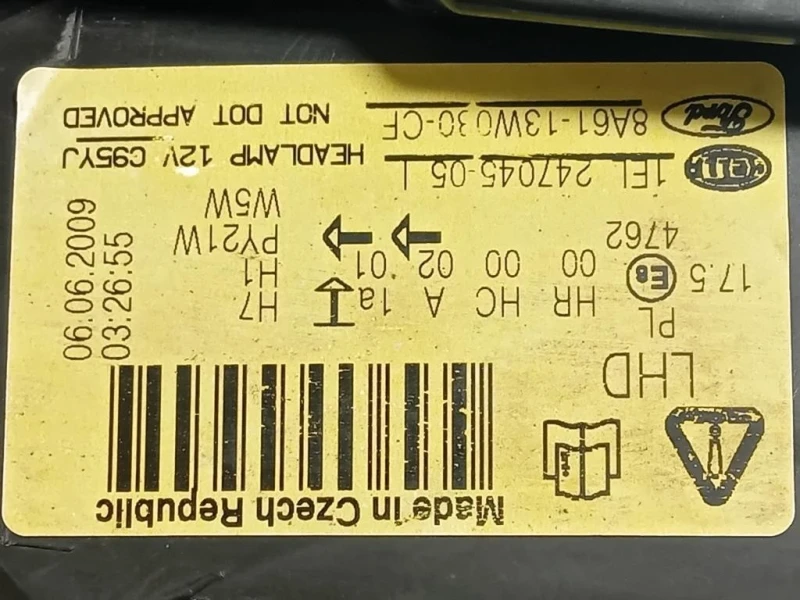 Made in Czech Republic
LHD
PL
17.5 E8 HR HC A 1a H7
00 00 02 01 H1
4762 PY21W
W5W
HELLA 1EL 247045-05 L HEADLAMP 12V C95YJ
Ford 8A61-13W030-CF NOT DOT APPROVED
06.06.2009
03:26:55